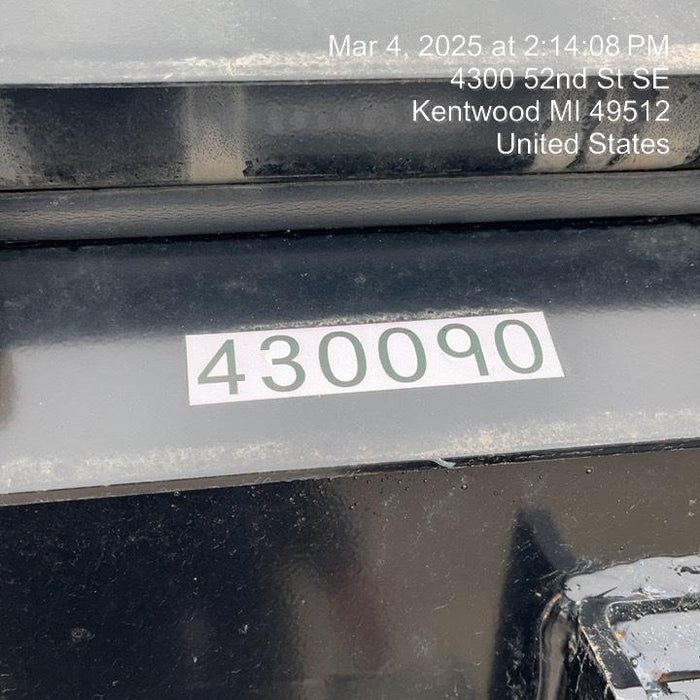 Mar 4, 2025 at 2:14:08 PM
4300 52nd St SE
Kentwood MI 49512
United States
430090